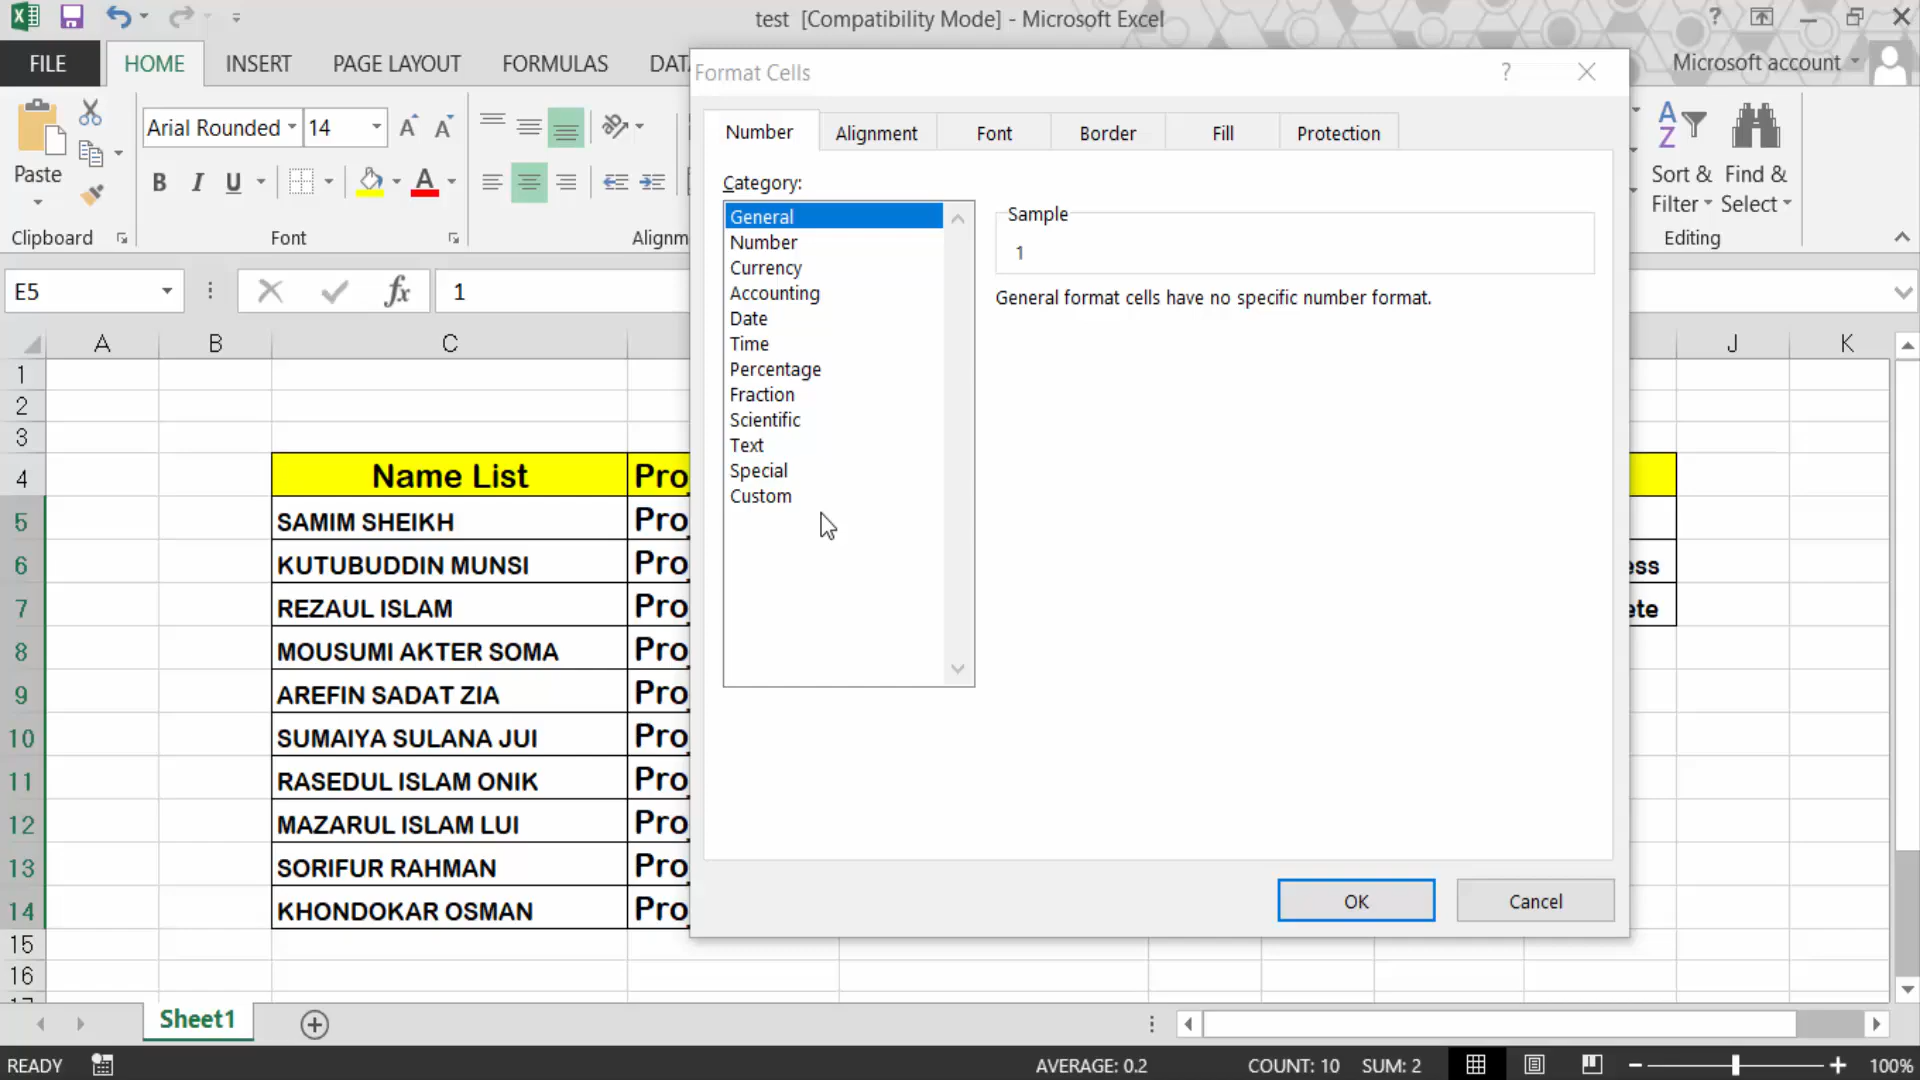 test [Compatibility Mode] - Microsoft Excel
FILE
HOME
INSERT
PAGE LAYOUT
FORMULAS
DATA
Microsoft account
Paste
Clipboard
Arial Rounded
14
B I U
A
Font
Alignm
Sort & Filter
Find & Select
Editing
E5
fx
1
Format Cells
Number
Alignment
Font
Border
Fill
Protection
Category:
General
Number
Currency
Accounting
Date
Time
Percentage
Fraction
Scientific
Text
Special
Custom
Sample
1
General format cells have no specific number format.
OK
Cancel
A B C J K
1
2
3
4 Name List Pro
5 SAMIM SHEIKH Pro
6 KUTUBUDDIN MUNSI Pro ess
7 REZAUL ISLAM Pro ete
8 MOUSUMI AKTER SOMA Pro
9 AREFIN SADAT ZIA Pro
10 SUMAIYA SULANA JUI Pro
11 RASEDUL ISLAM ONIK Pro
12 MAZARUL ISLAM LUI Pro
13 SORIFUR RAHMAN Pro
14 KHONDOKAR OSMAN Pro
15
16
Sheet1
READY
AVERAGE: 0.2
COUNT: 10
SUM: 2
100%